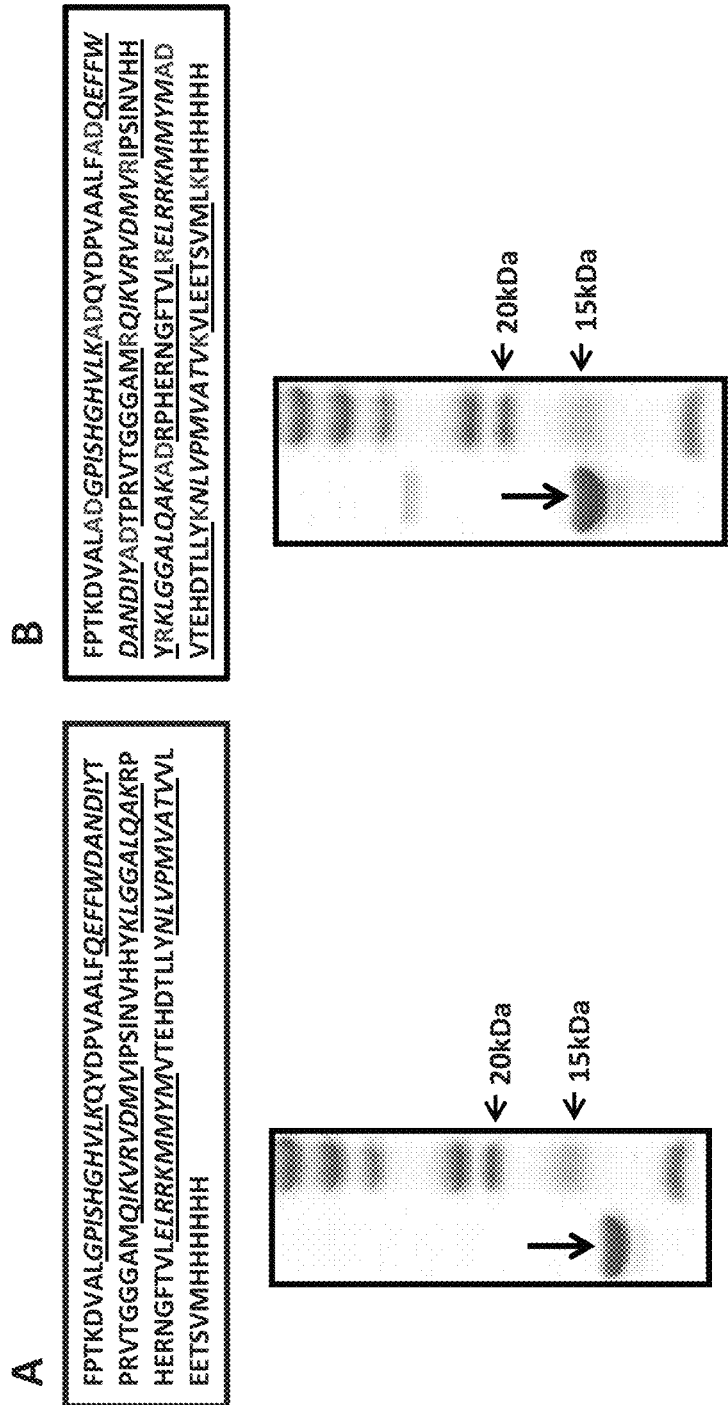 A
FPTKDVALGPISHGHVLKQYDPVAALFQEFFWDANDIYT
PRVTGGGAMQIKVRVDMVIPSINVHHYKLGGALQAKRP
HERNGFTVLELRRKMMYMVTEHDTLLYNLVPMVATVVL
EETSVMHHHHHH
20kDa
15kDa
B
FPTKDVALADGPISHGHVLKADQYDPVAALFADQEFFW
DANDIYADTPRVTGGGAMRQIKVRVDMVRIPSINVHH
YRKLGGALQAKADRPHERNGFTVLRELRRKMMYMAD
VTEHDTLLYKNLVPMVATVKVLEETSVMLKHHHHHH
20kDa
15kDa